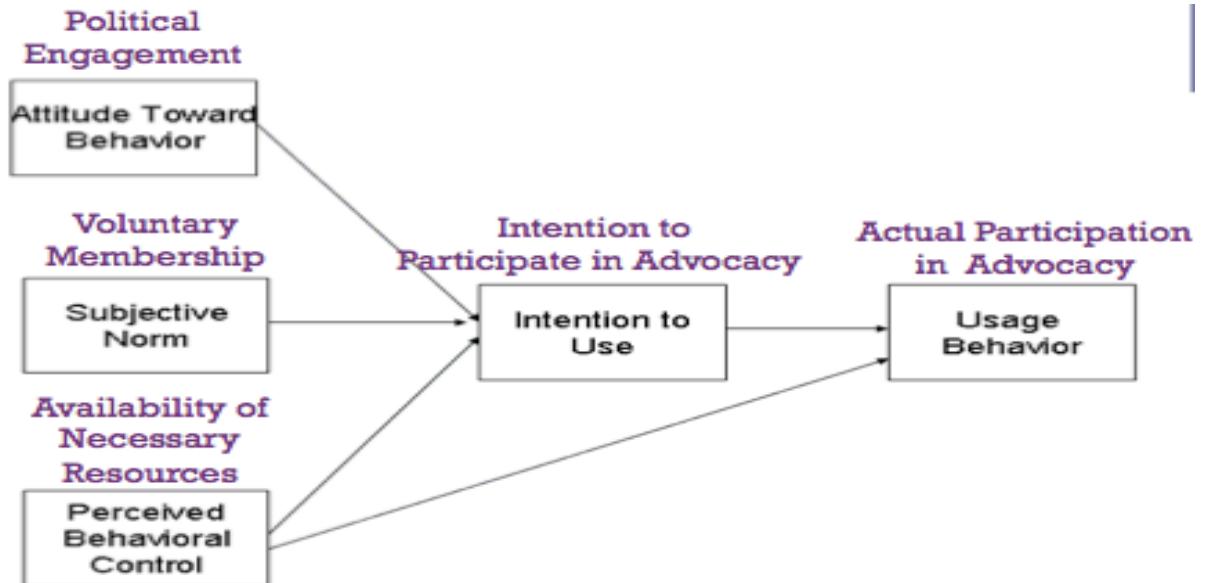 Political
Engagement
Attitude Toward
Behavior
Voluntary
Membership
Subjective
Norm
Availability of
Necessary
Resources
Perceived
Behavioral
Control
Intention to
Participate in Advocacy
Intention to
Use
Actual Participation
in Advocacy
Usage
Behavior